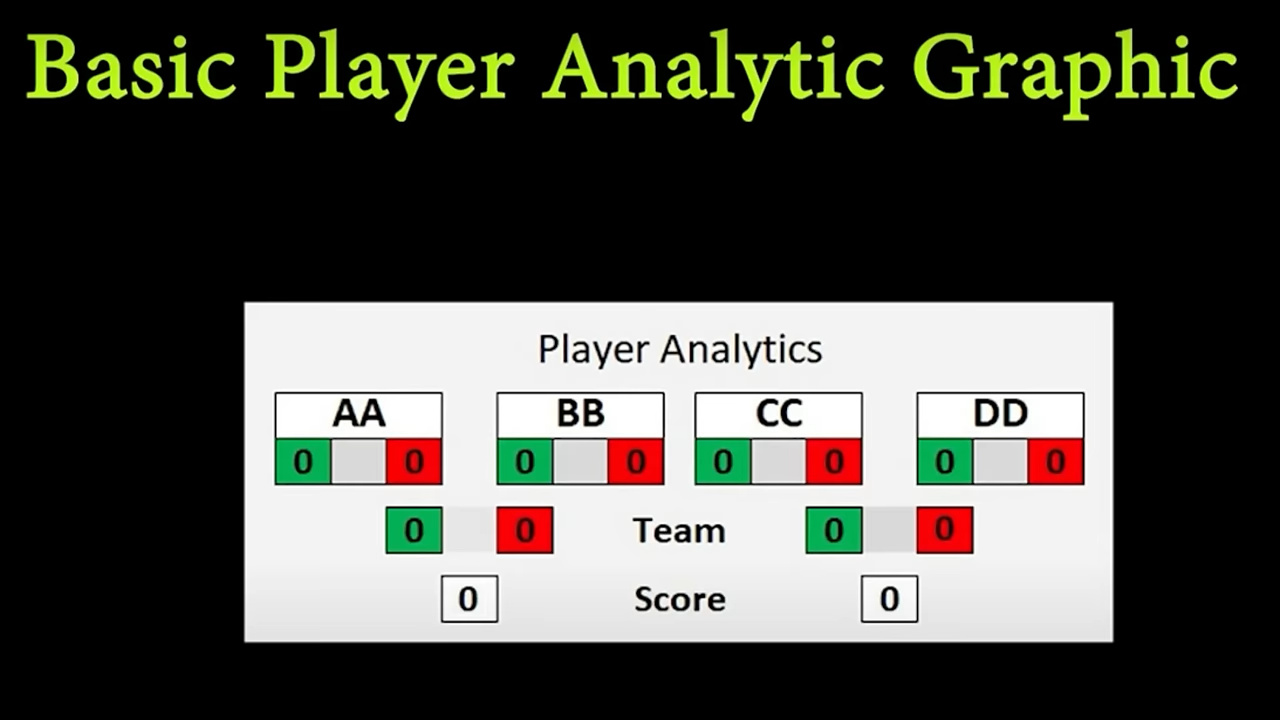 Basic Player Analytic Graphic
Player Analytics
AA BB CC DD
0 0 0 0 0 0 0 0
0 0 Team 0 0
0 Score 0